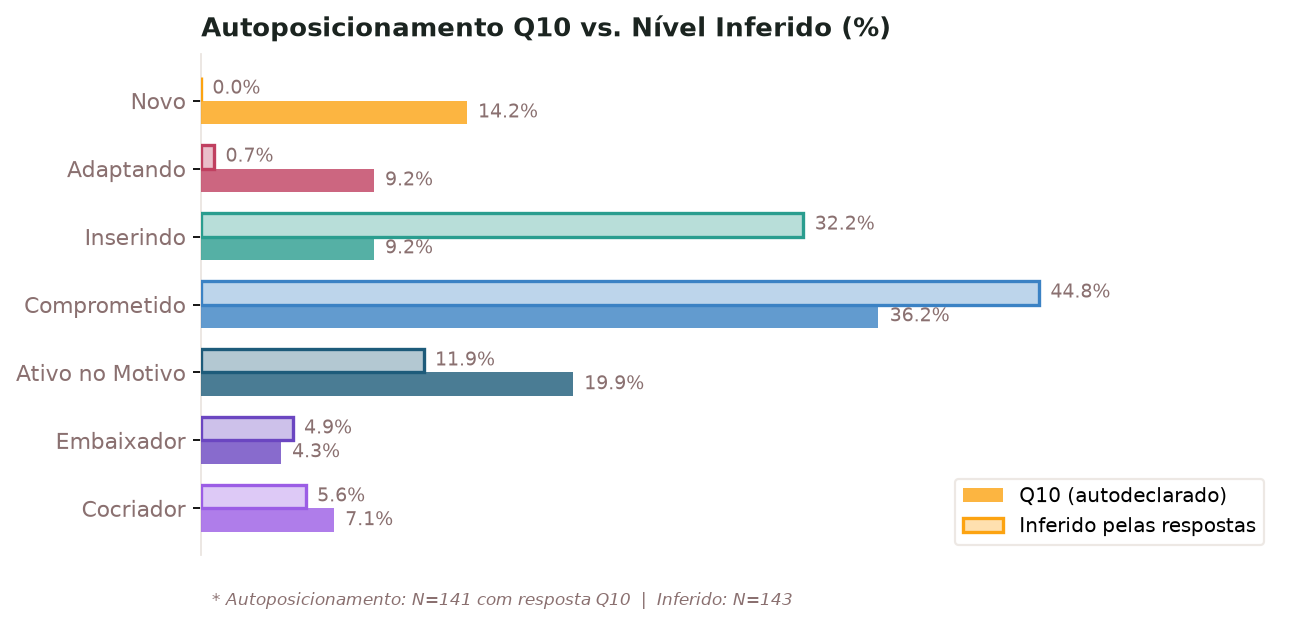 Autoposicionamento Q10 vs. Nível Inferido (%)
Novo
0.0%
14.2%
Adaptando
0.7%
9.2%
Inserindo
32.2%
9.2%
Comprometido
44.8%
36.2%
Ativo no Motivo
11.9%
19.9%
Embaixador
4.9%
4.3%
Cocriador
5.6%
7.1%
Q10 (autodeclarado)
Inferido pelas respostas
* Autoposicionamento: N=141 com resposta Q10 | Inferido: N=143